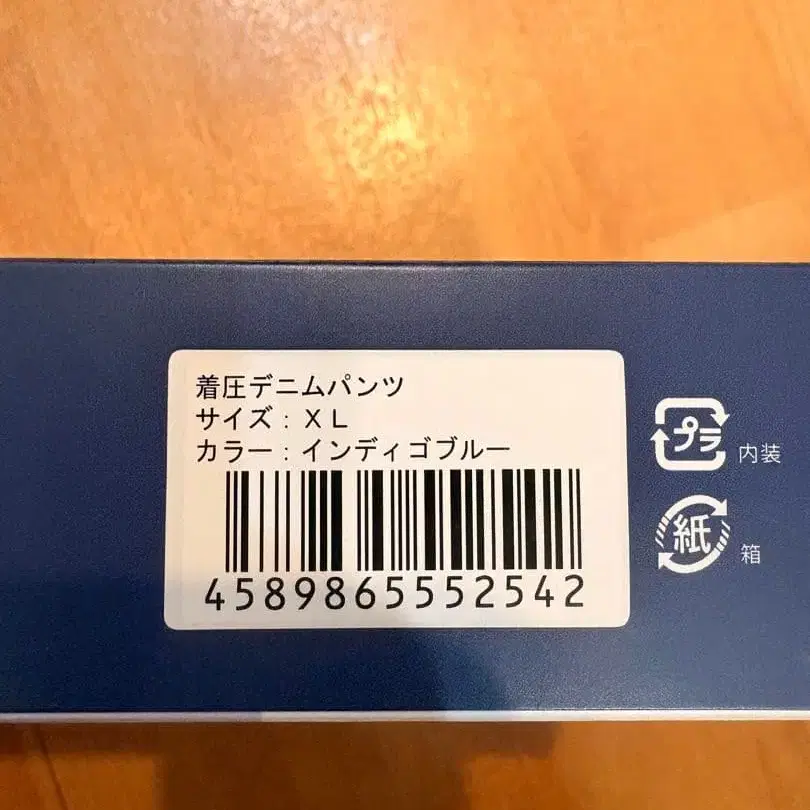 着圧デニムパンツ
サイズ：ＸＬ
カラー：インディゴブルー
4589865552542
プラ 内装
紙 箱